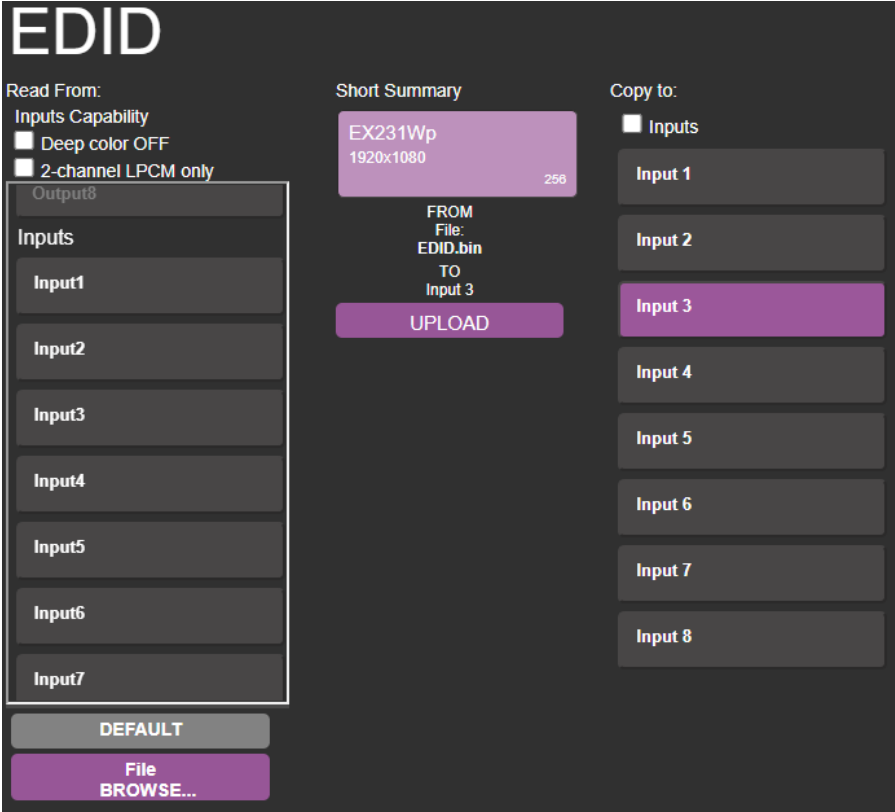 EDID
Read From:
Inputs Capability
Deep color OFF
2-channel LPCM only
Output8
Inputs
Input1
Input2
Input3
Input4
Input5
Input6
Input7
DEFAULT
File
BROWSE...
Short Summary
EX231Wp
1920x1080
256
FROM
File:
EDID.bin
TO
Input 3
UPLOAD
Copy to:
Inputs
Input 1
Input 2
Input 3
Input 4
Input 5
Input 6
Input 7
Input 8